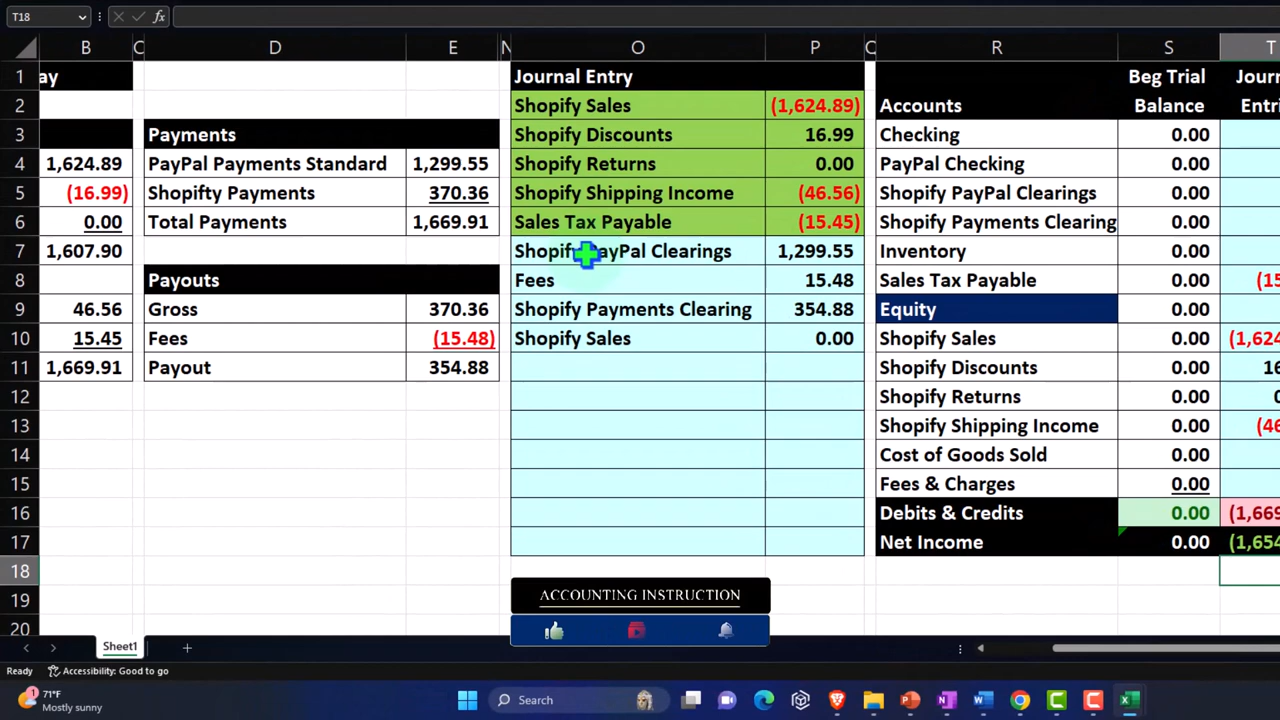 T18
B C D E N O P Q R S T
1 ay Journal Entry Beg Trial Journ
2 Shopify Sales (1,624.89) Accounts Balance Entri
3 Payments Shopify Discounts 16.99 Checking 0.00
4 1,624.89 PayPal Payments Standard 1,299.55 Shopify Returns 0.00 PayPal Checking 0.00
5 (16.99) Shopifty Payments 370.36 Shopify Shipping Income (46.56) Shopify PayPal Clearings 0.00
6 0.00 Total Payments 1,669.91 Sales Tax Payable (15.45) Shopify Payments Clearing 0.00
7 1,607.90 Shopify PayPal Clearings 1,299.55 Inventory 0.00
8 Payouts Fees 15.48 Sales Tax Payable 0.00 (15
9 46.56 Gross 370.36 Shopify Payments Clearing 354.88 Equity 0.00
10 15.45 Fees (15.48) Shopify Sales 0.00 Shopify Sales 0.00 (1,624
11 1,669.91 Payout 354.88 Shopify Discounts 0.00 16
12 Shopify Returns 0.00 0
13 Shopify Shipping Income 0.00 (46
14 Cost of Goods Sold 0.00
15 Fees & Charges 0.00
16 Debits & Credits 0.00 (1,669
17 Net Income 0.00 (1,654
18
19 ACCOUNTING INSTRUCTION
20
Sheet1
Ready Accessibility: Good to go
1 71°F
Mostly sunny
Search